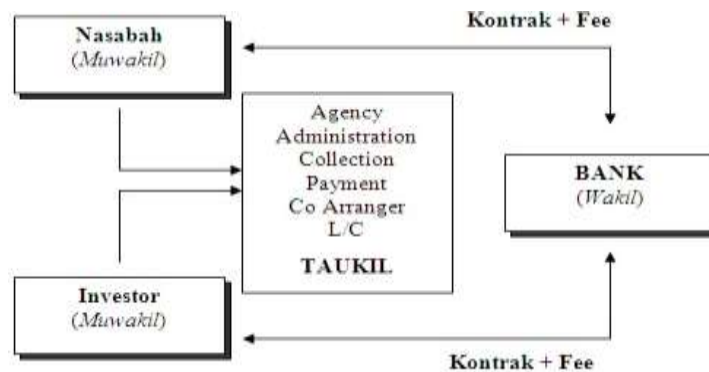 Kontrak + Fee
Nasabah
(Muwakil)
Agency
Administration
Collection
Payment
Co Arranger
L/C
TAUKIL
BANK
(Wakil)
Investor
(Muwakil)
Kontrak + Fee